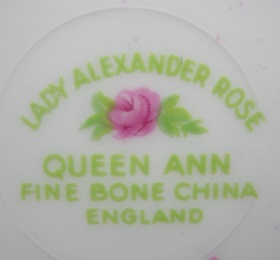 LADY ALEXANDER ROSE
QUEEN ANN
FINE BONE CHINA
ENGLAND